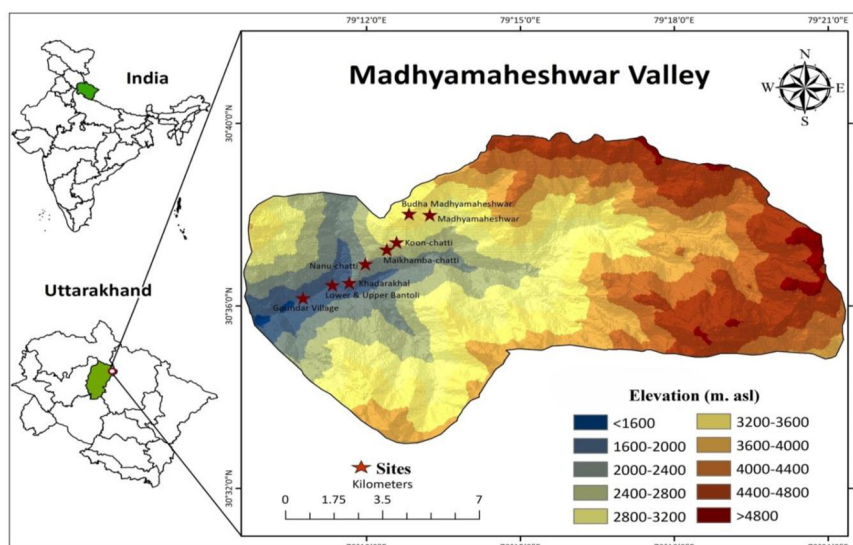 79°12'0"E
79°15'0"E
79°18'0"E
79°21'0"E
India
Madhyamaheshwar Valley
N
W
E
S
30°40'0"N
Budha Madhyamaheshwar
Madhyamaheshwar
Koon-chatti
Maikhamba-chatti
Nanu-chatti
Khadarakhal
Lower & Upper Bantoli
Goundar Village
Uttarakhand
30°36'0"N
30°32'0"N
Elevation (m. asl)
<1600
1600-2000
2000-2400
2400-2800
2800-3200
3200-3600
3600-4000
4000-4400
4400-4800
>4800
Sites
Kilometers
0 1.75 3.5 7